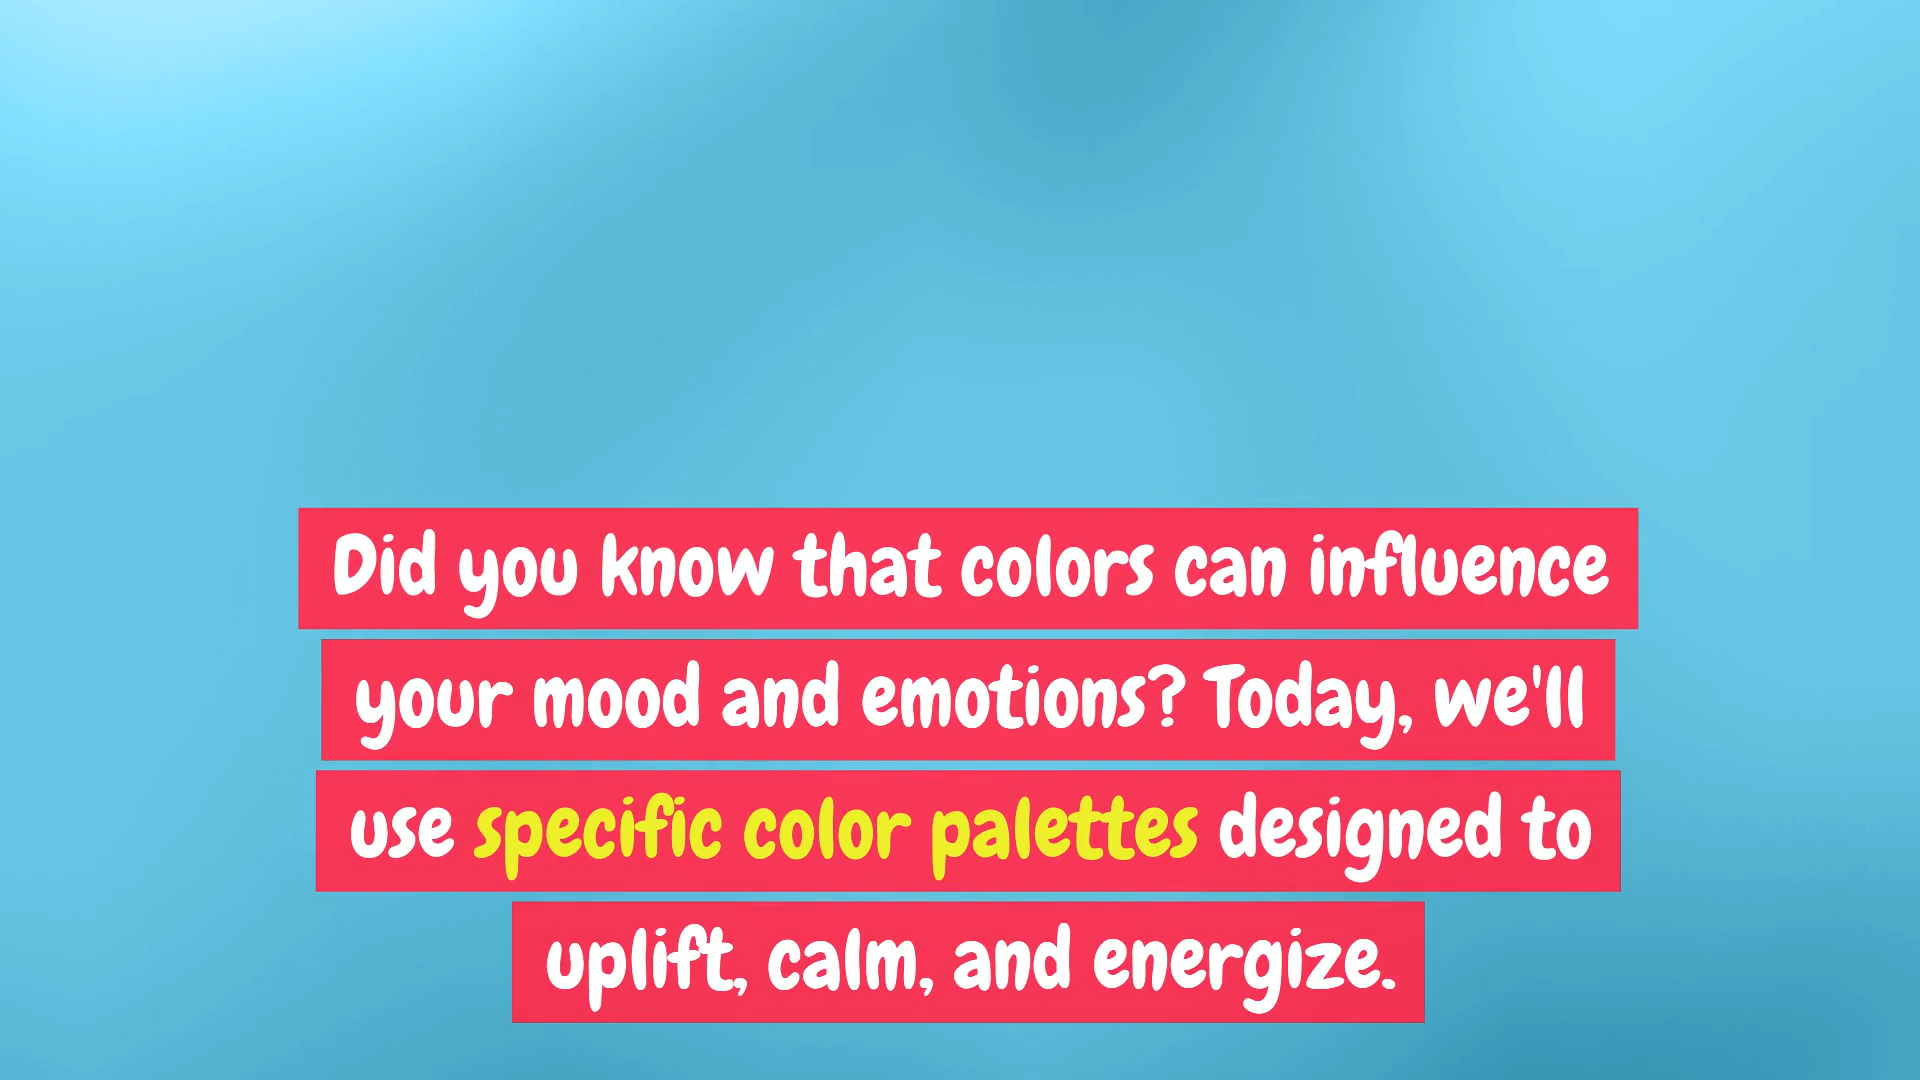 Did you know that colors can influence
your mood and emotions? Today, we'll
use specific color palettes designed to
uplift, calm, and energize.